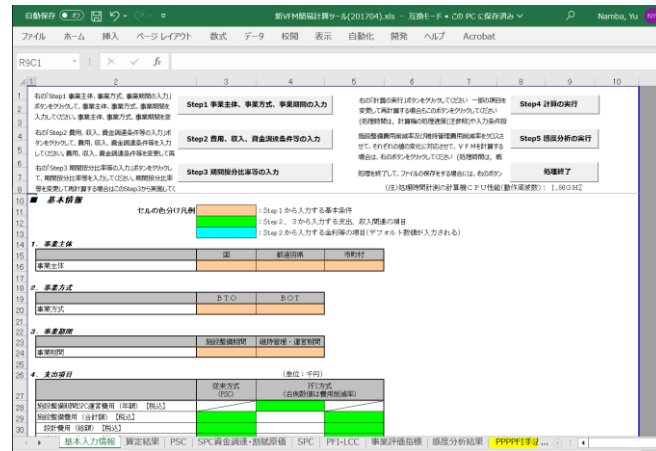 自動保存 オフ 新VFM簡易計算ツール(201704).xls - 互換モード • この PC に保存済み Namba, Yu NY
ファイル ホーム 挿入 ページ レイアウト 数式 データ 校閲 表示 自動化 開発 ヘルプ Acrobat
R9C1 fx
1 2 3 4 5 6 7 8 9 10
右の「Step1 事業主体、事業方式、事業期間の入力」
ボタンをクリックして、事業主体、事業方式、事業期間を
入力してください。事業主体、事業方式、事業期間を変
Step1 事業主体、事業方式、事業期間の入力
右の「計算の実行」ボタンをクリックしてください 一部の項目を
変更して再計算する場合もこのボタンをクリックしてください
(処理時間は、計算機の処理速度(注参照)や入力条件設
Step4 計算の実行
右の「Step2 費用、収入、資金調達条件等の入力」ボ
タンをクリックして、費用、収入、資金調達条件等を入力
してください。費用、収入、資金調達条件等を変更して再
Step2 費用、収入、資金調達条件等の入力
施設整備費用削減率及び維持管理費用削減率をクロスさ
せて、それぞれの値の変化に対応させて、VFMを計算する
場合は、右のボタンをクリックしてください (処理時間は、概
Step5 感度分析の実行
右の「Step3 期間按分比率等の入力」ボタンをクリックし
て、期間按分比率等を入力してください。期間按分比率
等を変更して再計算する場合はこのStep3から実施して
Step3 期間按分比率等の入力
処理を終了して、ファイルの保存をする場合には、右のボタン
処理終了
(注)処理時間計測の計算機CPU性能(動作周波数): 1.80GHZ
■ 基本情報
セルの色分け凡例 :Step1から入力する基本条件
:Step2、3から入力する支出、収入関連の項目
:Step2から入力する金利等の項目(デフォルト数値が入力される)
1. 事業主体
国 都道府県 市町村
事業主体
2. 事業方式
BTO BOT
事業方式
3. 事業期間
施設整備期間 維持管理・運営期間
事業期間
4. 支出項目 (単位:千円)
従来方式 (PSC) PFI方式 (右側数値は費用削減率)
施設整備期間SPC運営費用(年額)【税込】
施設整備費用(合計額)【税込】
設計費用(総額)【税込】
基本入力情報 算定結果 PSC SPC資金調達・割賦原価 SPC PFI-LCC 事業評価指標 感度分析結果 PPPPFI手法 ...